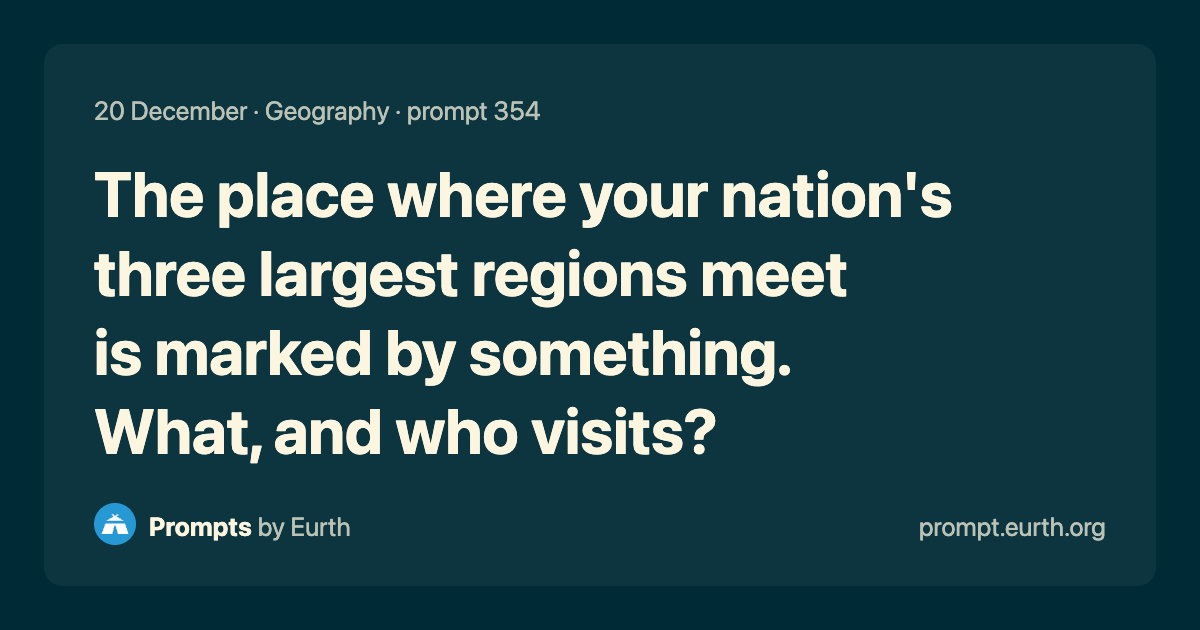 20 December · Geography · prompt 354
The place where your nation's
three largest regions meet
is marked by something.
What, and who visits?
Prompts by Eurth
prompt.eurth.org